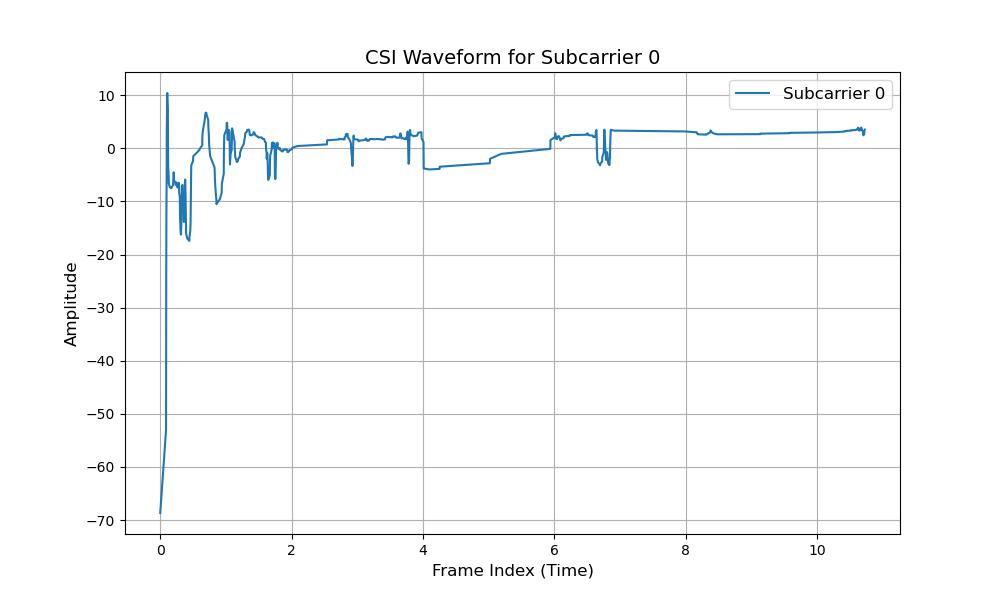 CSI Waveform for Subcarrier 0
Subcarrier 0
Amplitude
10
0
−10
−20
−30
−40
−50
−60
−70
0 2 4 6 8 10
Frame Index (Time)